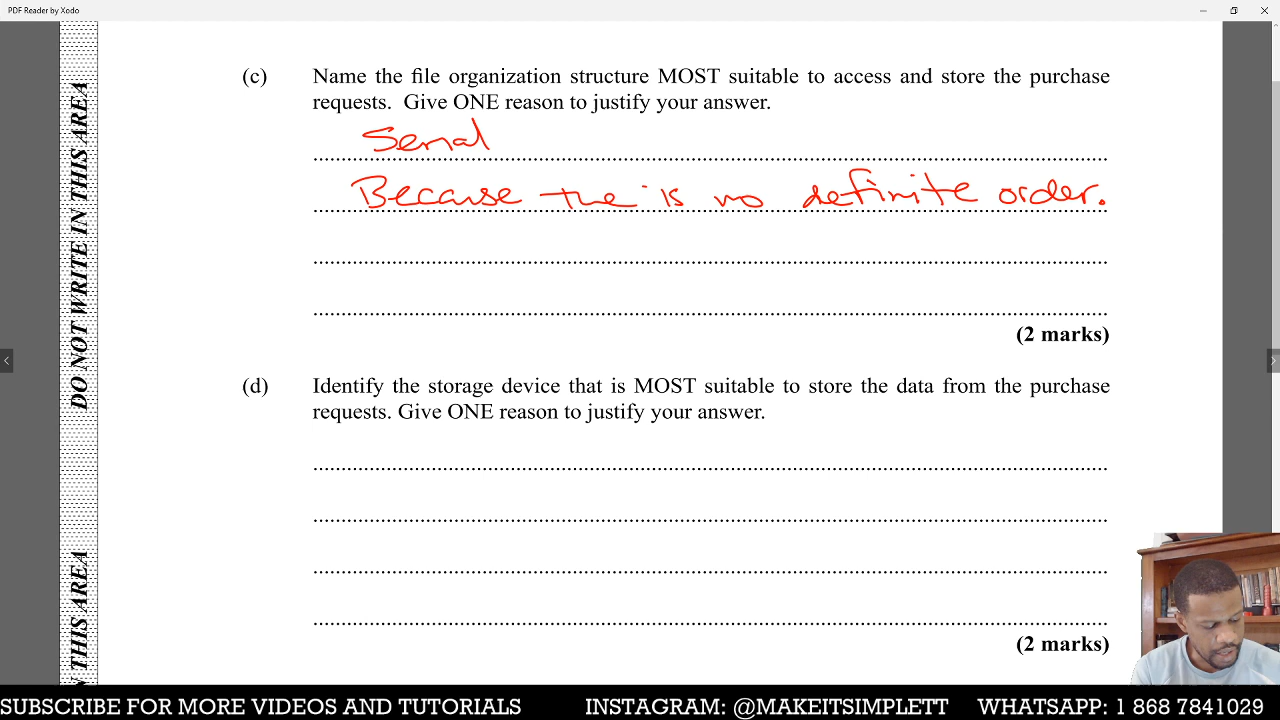 PDF Reader by Xodo
(c) Name the file organization structure MOST suitable to access and store the purchase
requests. Give ONE reason to justify your answer.
Serial
Because the is no definite order.
(2 marks)
(d) Identify the storage device that is MOST suitable to store the data from the purchase
requests. Give ONE reason to justify your answer.
(2 marks)
DO NOT WRITE IN THIS AREA
THIS AREA
SUBSCRIBE FOR MORE VIDEOS AND TUTORIALS INSTAGRAM: @MAKEITSIMPLETT WHATSAPP: 1 868 7841029